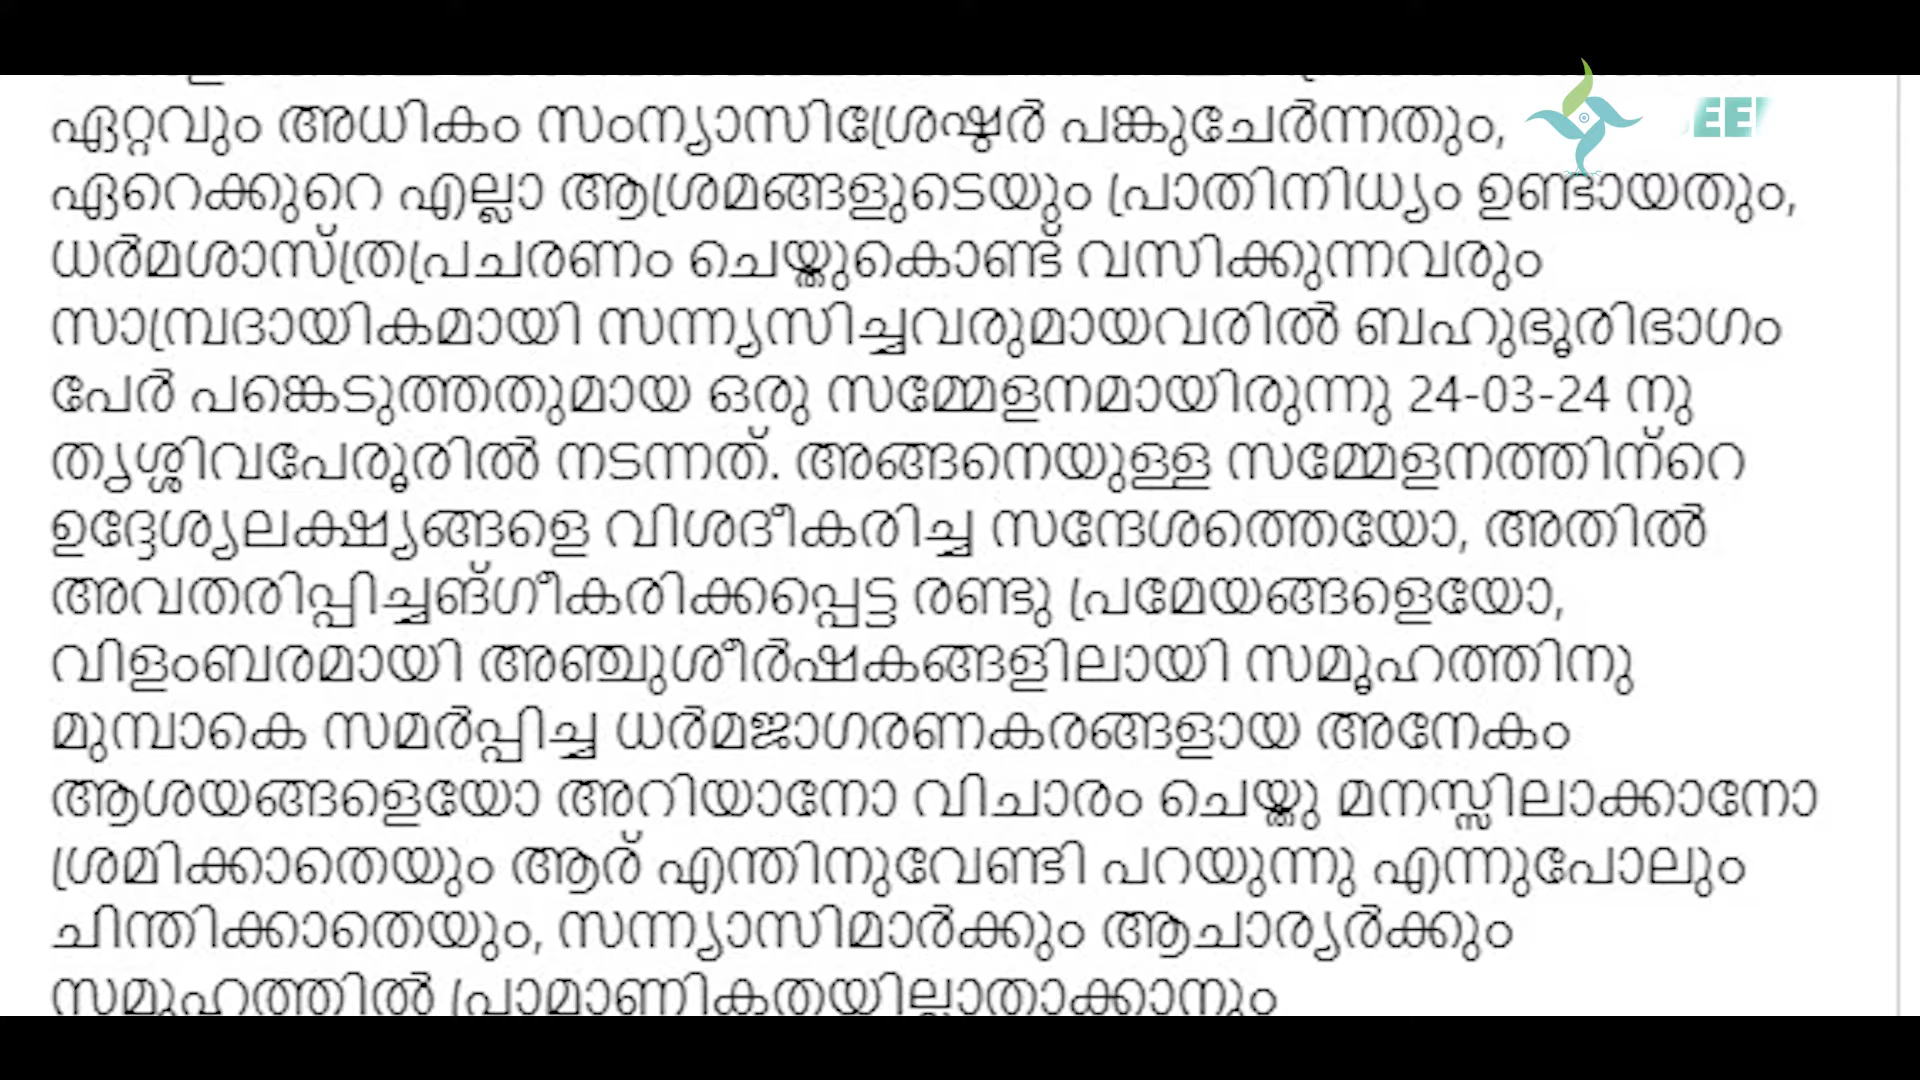 ഏറ്റവും അധികം സംന്യാസിശ്രേഷ്ഠർ പങ്കുചേർന്നതും,
ഏറെക്കുറെ എല്ലാ ആശ്രമങ്ങളുടെയും പ്രാതിനിധ്യം ഉണ്ടായതും,
ധർമശാസ്ത്രപ്രചരണം ചെയ്തുകൊണ്ട് വസിക്കുന്നവരും
സാമ്പ്രദായികമായി സന്ന്യസിച്ചവരുമായവരിൽ ബഹുഭൂരിഭാഗം
പേർ പങ്കെടുത്തതുമായ ഒരു സമ്മേളനമായിരുന്നു 24-03-24 നു
തൃശ്ശിവപേരൂരിൽ നടന്നത്. അങ്ങനെയുള്ള സമ്മേളനത്തിന്റെ
ഉദ്ദേശ്യലക്ഷ്യങ്ങളെ വിശദീകരിച്ച സന്ദേശത്തെയോ, അതിൽ
അവതരിപ്പിച്ചങ്ഗീകരിക്കപ്പെട്ട രണ്ടു പ്രമേയങ്ങളെയോ,
വിളംബരമായി അഞ്ചുശീർഷകങ്ങളിലായി സമൂഹത്തിനു
മുമ്പാകെ സമർപ്പിച്ച ധർമജാഗരണകരങ്ങളായ അനേകം
ആശയങ്ങളെയോ അറിയാനോ വിചാരം ചെയ്തു മനസ്സിലാക്കാനോ
ശ്രമിക്കാതെയും ആര് എന്തിനുവേണ്ടി പറയുന്നു എന്നുപോലും
ചിന്തിക്കാതെയും, സന്ന്യാസിമാർക്കും ആചാര്യർക്കും
സമൂഹത്തിൽ പ്രാമാണികതയില്ലാതാക്കാനും